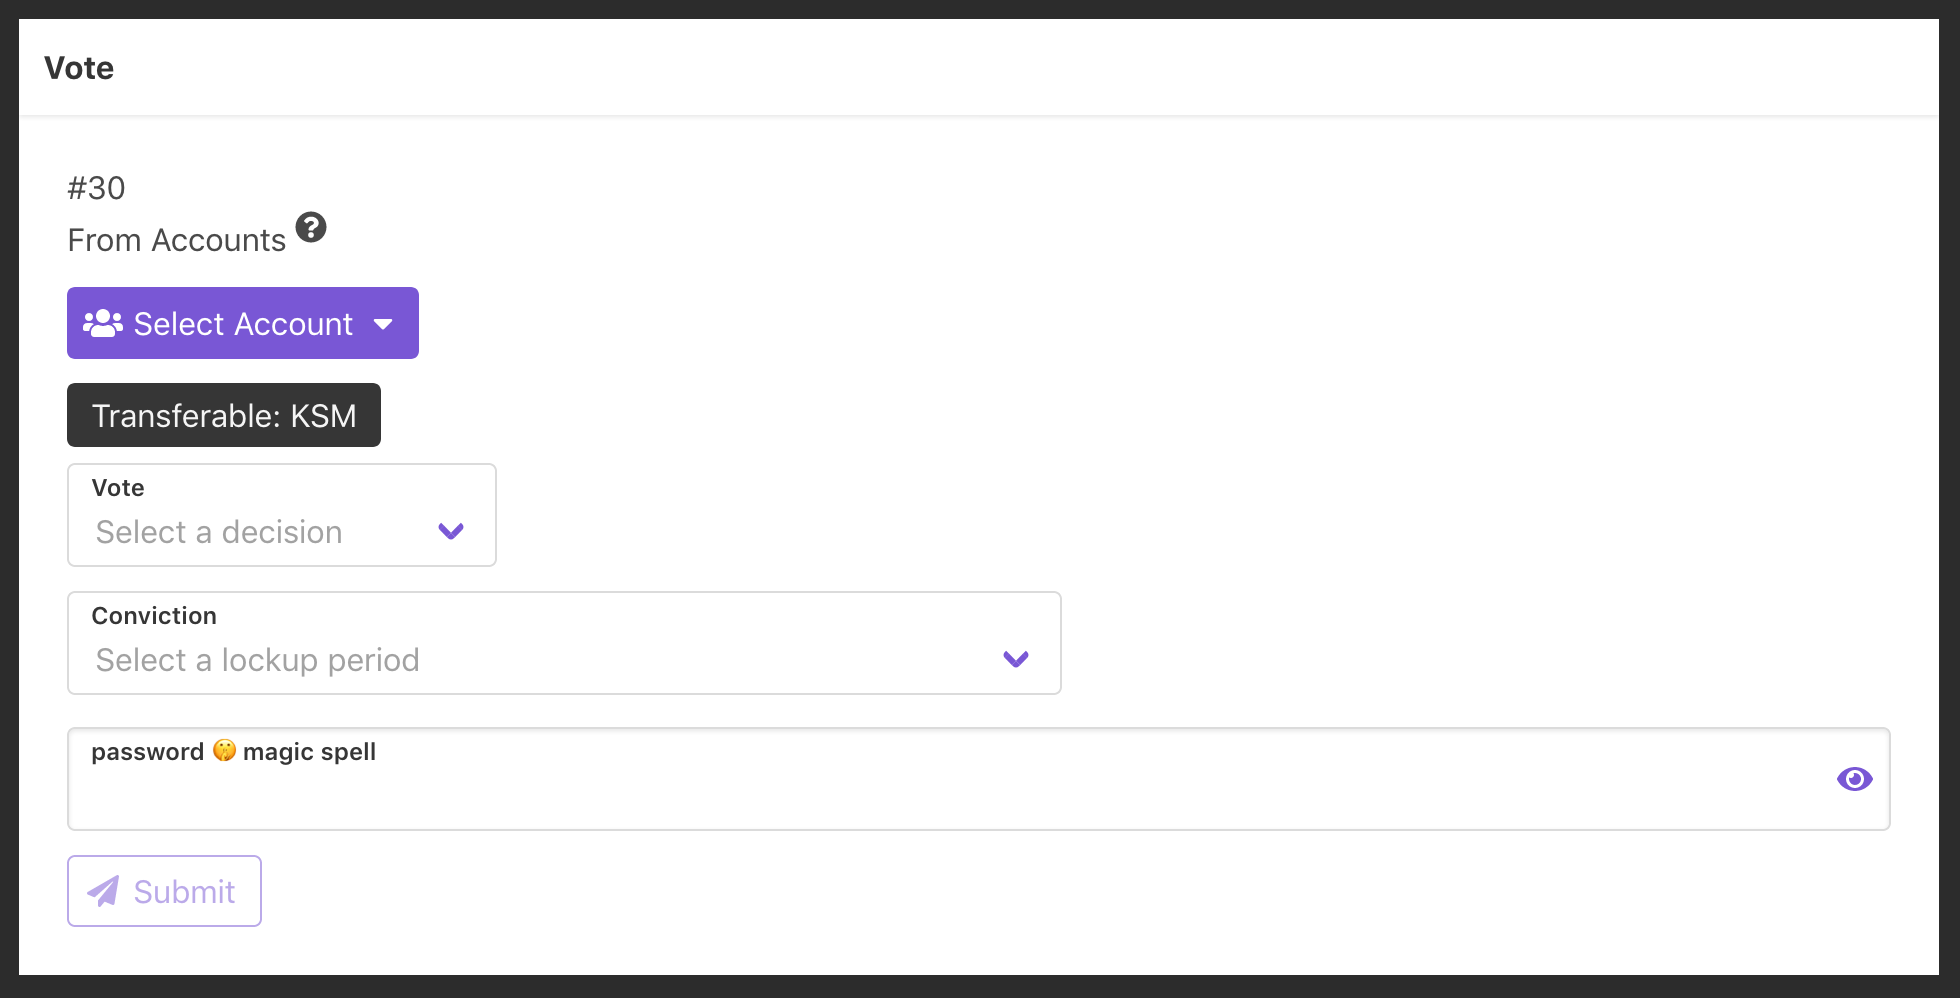 Vote
#30
From Accounts
Select Account
Transferable: KSM
Vote
Select a decision
Conviction
Select a lockup period
password 🤫 magic spell
Submit